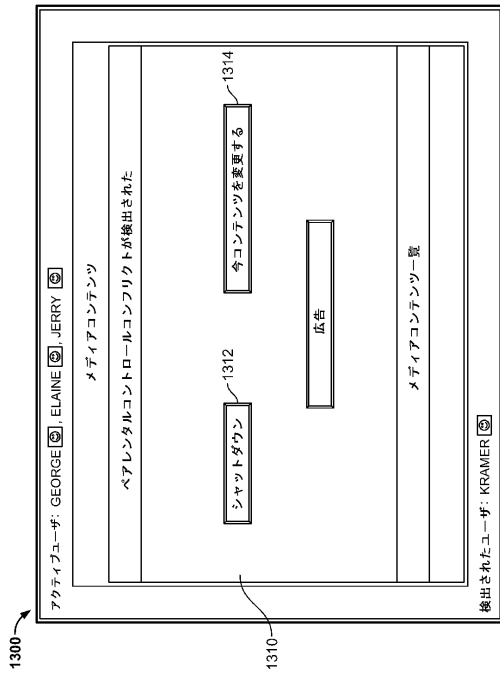 1300
アクティブユーザ: GEORGE, ELAINE, JERRY
メディアコンテンツ
ペアレンタルコントロールコンフリクトが検出された
1312
シャットダウン
1314
今コンテンツを変更する
広告
1310
メディアコンテンツ一覧
検出されたユーザ: KRAMER